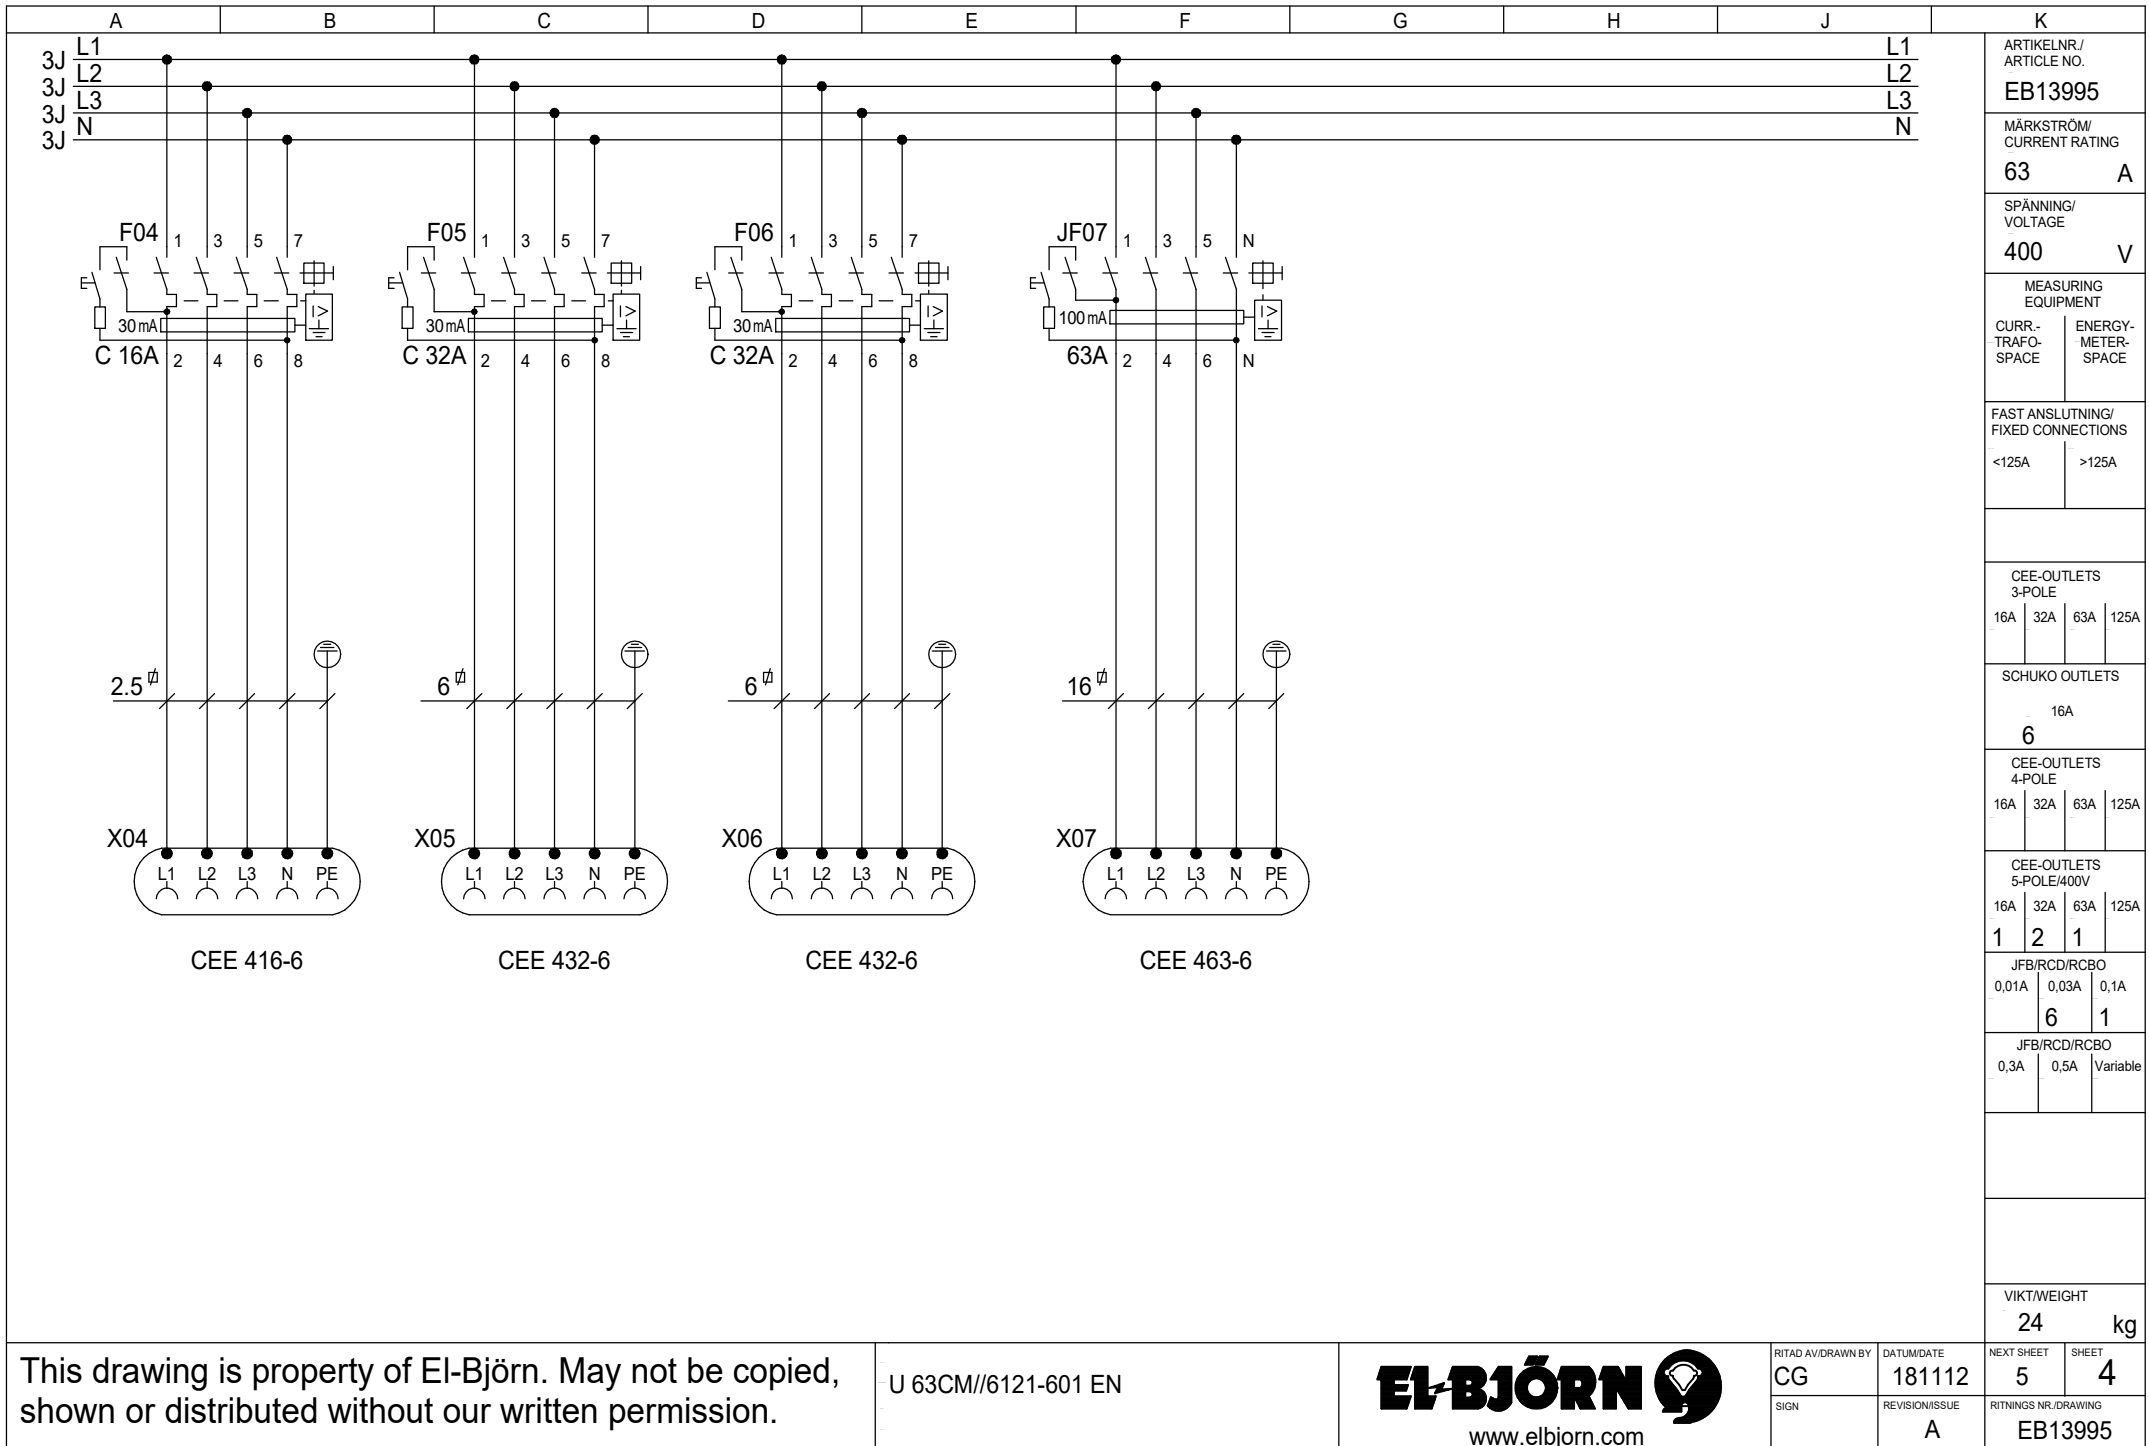 A B C D E F G H J K
3J L1 L1
3J L2 L2
3J L3 L3
3J N N
F04 1 3 5 7
F05 1 3 5 7
F06 1 3 5 7
JF07 1 3 5 N
I> I> I> I>
30 mA 30 mA 30 mA 100 mA
C 16A 2 4 6 8
C 32A 2 4 6 8
C 32A 2 4 6 8
63A 2 4 6 N
2.5 6 6 16
X04 X05 X06 X07
L1 L2 L3 N PE
L1 L2 L3 N PE
L1 L2 L3 N PE
L1 L2 L3 N PE
CEE 416-6 CEE 432-6 CEE 432-6 CEE 463-6
ARTIKELNR./
ARTICLE NO.
EB13995
MÄRKSTRÖM/
CURRENT RATING
63 A
SPÄNNING/
VOLTAGE
400 V
MEASURING
EQUIPMENT
CURR.-
TRAFO-
SPACE
ENERGY-
METER-
SPACE
FAST ANSLUTNING/
FIXED CONNECTIONS
<125A >125A
CEE-OUTLETS
3-POLE
16A 32A 63A 125A
SCHUKO OUTLETS
16A
6
CEE-OUTLETS
4-POLE
16A 32A 63A 125A
CEE-OUTLETS
5-POLE/400V
16A 32A 63A 125A
1 2 1
JFB/RCD/RCBO
0,01A 0,03A 0,1A
6 1
JFB/RCD/RCBO
0,3A 0,5A Variable
VIKT/WEIGHT
24 kg
This drawing is property of El-Björn. May not be copied,
shown or distributed without our written permission.
U 63CM//6121-601 EN
EL-BJÖRN
www.elbjorn.com
RITAD AV/DRAWN BY
CG
DATUM/DATE
181112
NEXT SHEET
5
SHEET
4
SIGN
REVISION/ISSUE
A
RITNINGS NR./DRAWING
EB13995